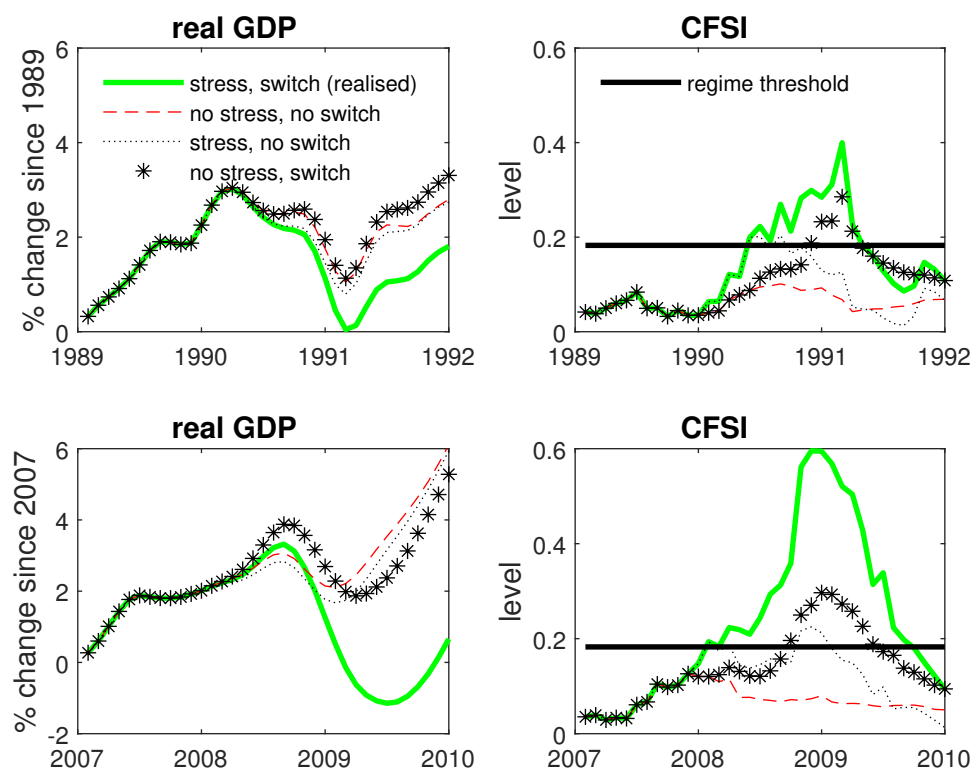 real GDP
% change since 1989
6
4
2
0
1989
1990
1991
1992
stress, switch (realised)
no stress, no switch
stress, no switch
no stress, switch
CFSI
level
0.6
0.4
0.2
0
1989
1990
1991
1992
regime threshold
real GDP
% change since 2007
6
4
2
0
-2
2007
2008
2009
2010
CFSI
level
0.6
0.4
0.2
0
2007
2008
2009
2010